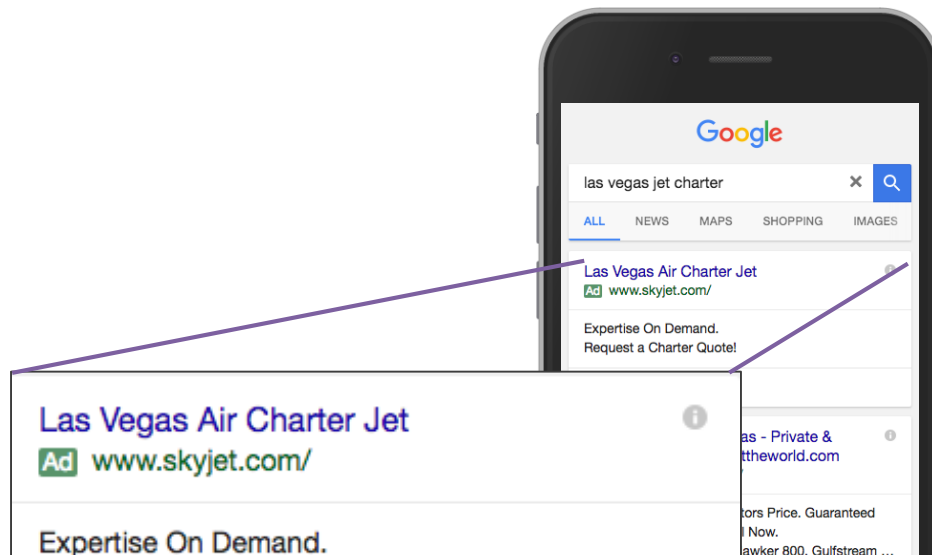 Google
las vegas jet charter
ALL NEWS MAPS SHOPPING IMAGES
Las Vegas Air Charter Jet
Ad www.skyjet.com/
Expertise On Demand.
Request a Charter Quote!
Las Vegas Air Charter Jet
Ad www.skyjet.com/
Expertise On Demand.
as - Private &
ttheworld.com
tors Price. Guaranteed
l Now.
awker 800, Gulfstream ...